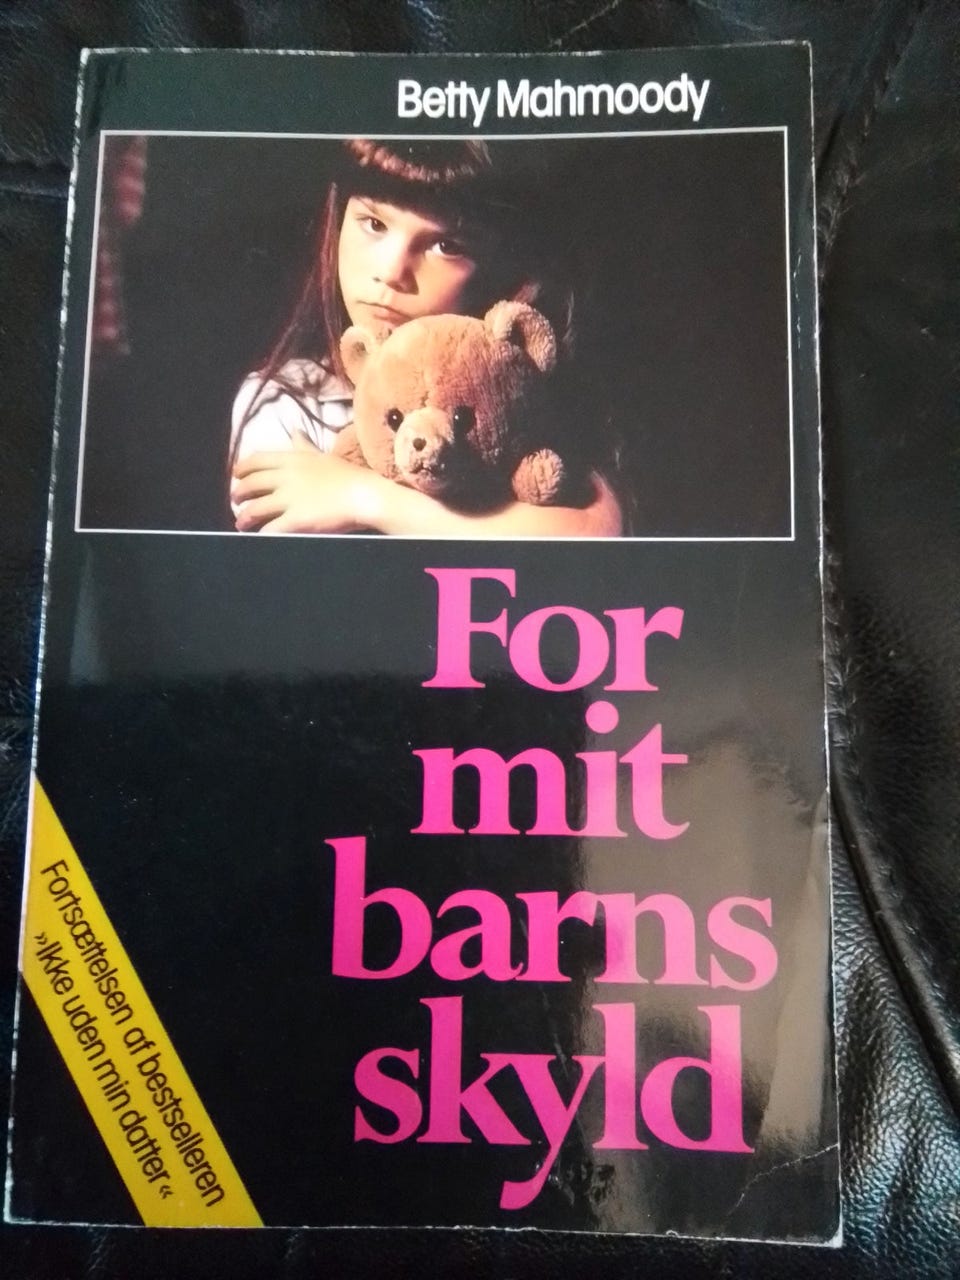 Betty Mahmoody
For
mit
barns
skyld
Fortsættelsen af bestselleren
»Ikke uden min datter«